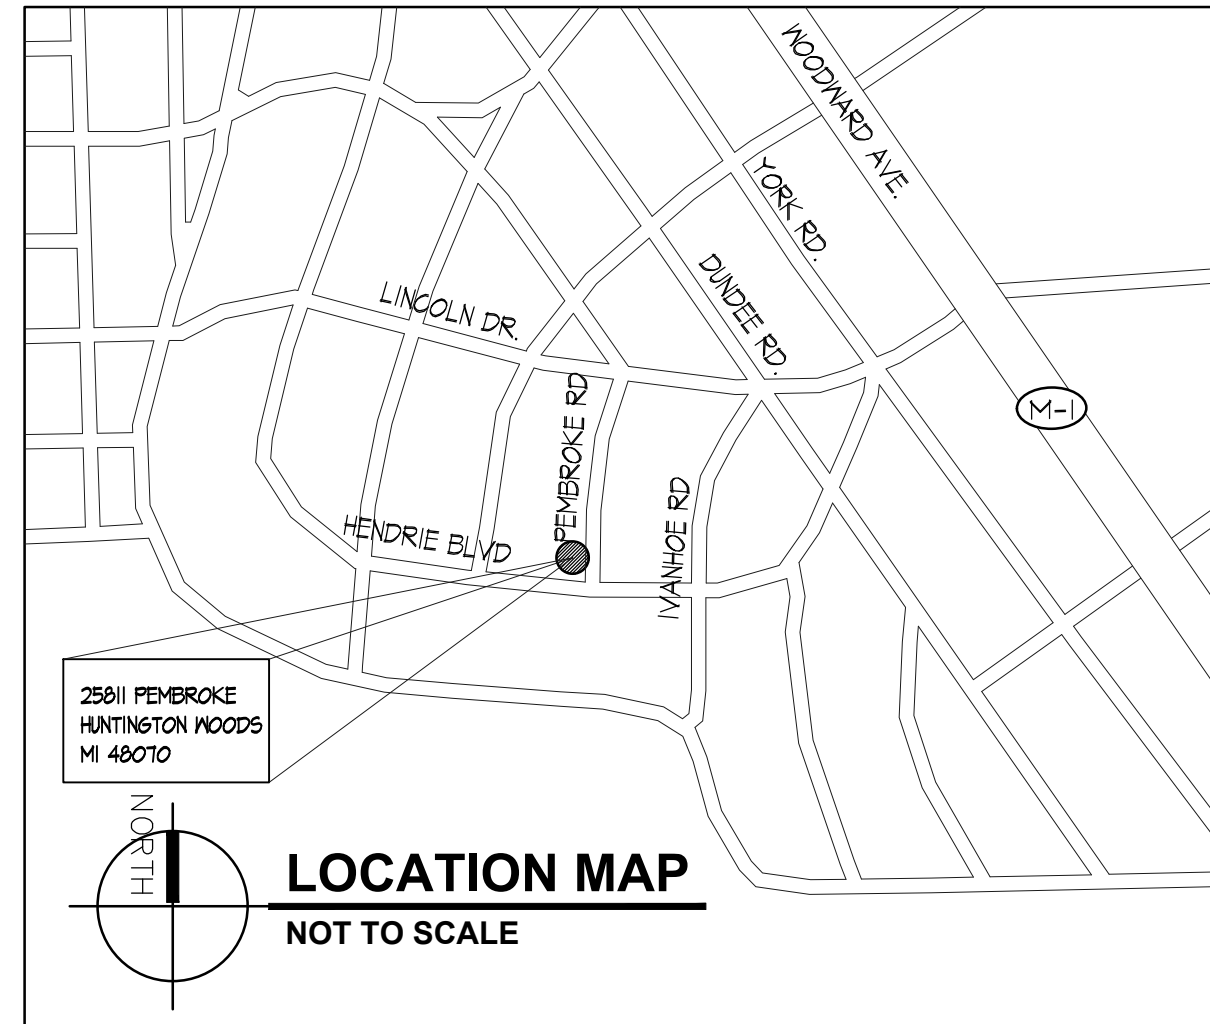 WOODWARD AVE.
YORK RD.
DUNDEE RD.
LINCOLN DR.
PEMBROKE RD
M-1
IVANHOE RD
HENDRIE BLVD
25811 PEMBROKE
HUNTINGTON WOODS
MI 48070
NORTH
LOCATION MAP
NOT TO SCALE